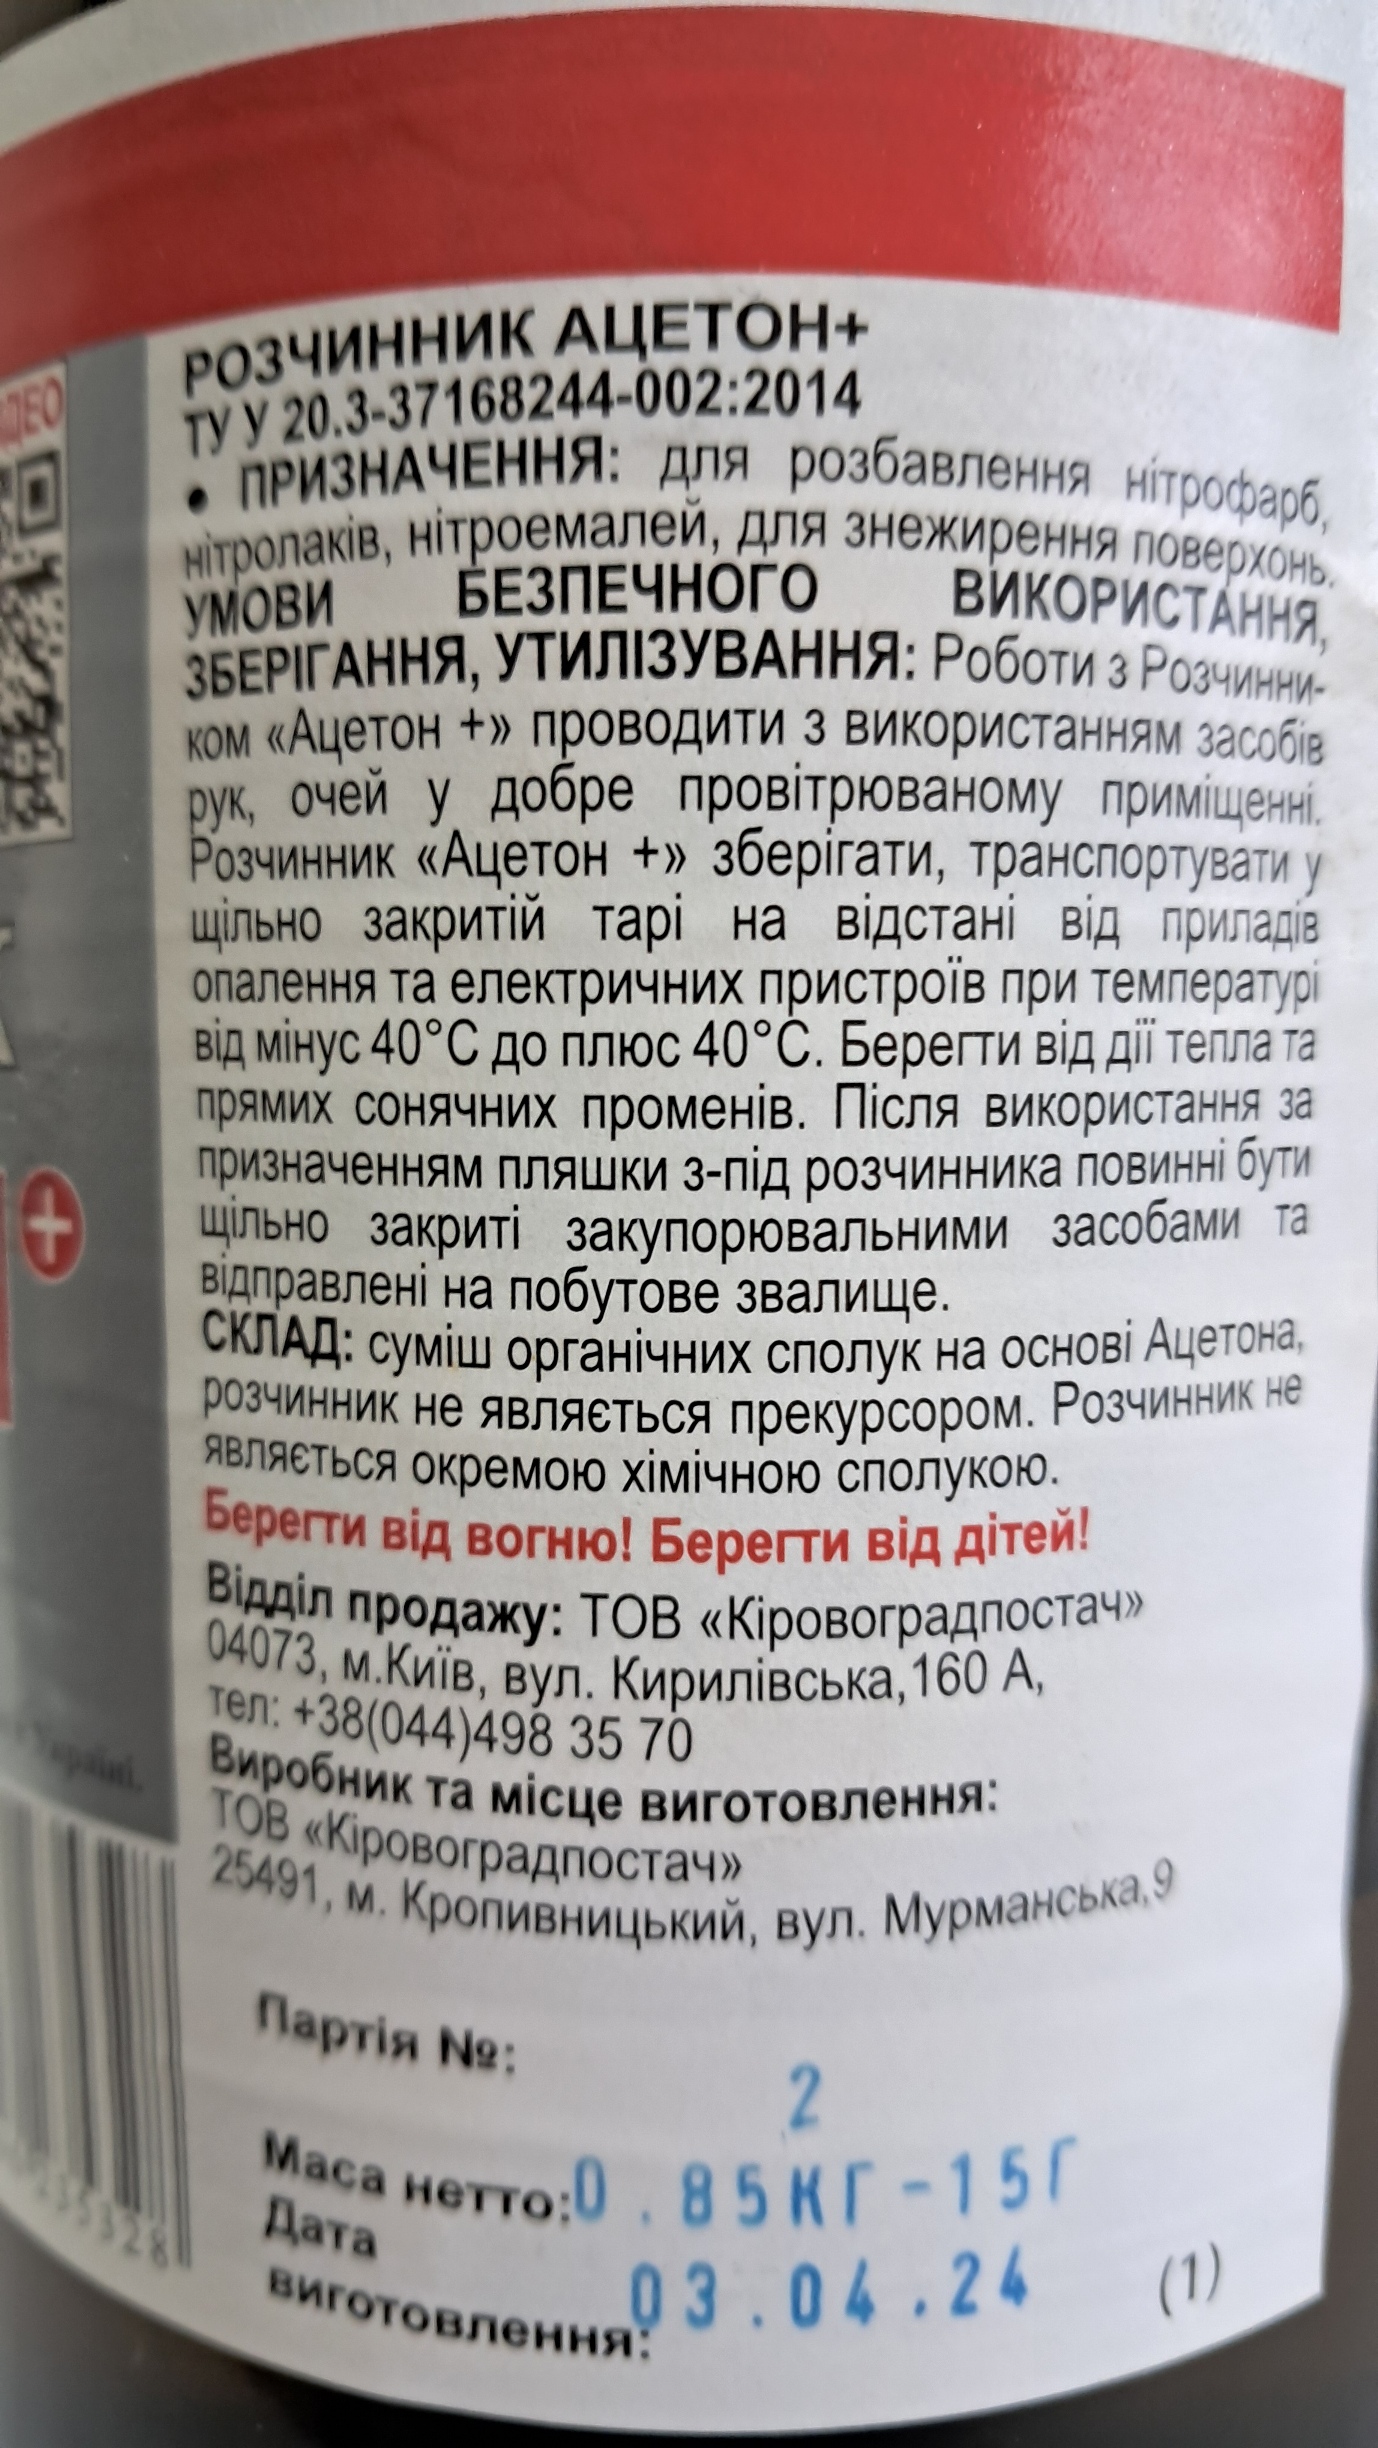 РОЗЧИННИК АЦЕТОН+
ТУ У 20.3-37168244-002:2014
• ПРИЗНАЧЕННЯ: для розбавлення нітрофарб,
нітролаків, нітроемалей, для знежирення поверхонь.
УМОВИ БЕЗПЕЧНОГО ВИКОРИСТАННЯ,
ЗБЕРІГАННЯ, УТИЛІЗУВАННЯ: Роботи з Розчинни-
ком «Ацетон +» проводити з використанням засобів
рук, очей у добре провітрюваному приміщенні.
Розчинник «Ацетон +» зберігати, транспортувати у
щільно закритій тарі на відстані від приладів
опалення та електричних пристроїв при температурі
від мінус 40°С до плюс 40°С. Берегти від дії тепла та
прямих сонячних променів. Після використання за
призначенням пляшки з-під розчинника повинні бути
щільно закриті закупорювальними засобами та
відправлені на побутове звалище.
СКЛАД: суміш органічних сполук на основі Ацетона,
розчинник не являється прекурсором. Розчинник не
являється окремою хімічною сполукою.
Берегти від вогню! Берегти від дітей!
Відділ продажу: ТОВ «Кіровоградпостач»
04073, м.Київ, вул. Кирилівська,160 А,
тел: +38(044)498 35 70
Виробник та місце виготовлення:
ТОВ «Кіровоградпостач»
25491, м. Кропивницький, вул. Мурманська,9
Партія №:
2
Маса нетто:0.85КГ-15Г
Дата
виготовлення:03.04.24
(1)